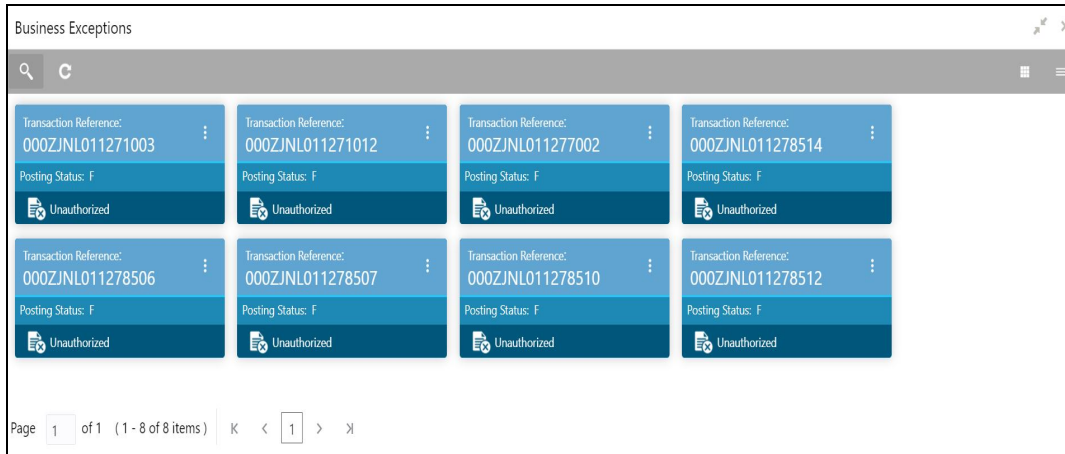 Business Exceptions
Transaction Reference:
000ZJNL011271003
Posting Status: F
Unauthorized
Transaction Reference:
000ZJNL011271012
Posting Status: F
Unauthorized
Transaction Reference:
000ZJNL011277002
Posting Status: F
Unauthorized
Transaction Reference:
000ZJNL011278514
Posting Status: F
Unauthorized
Transaction Reference:
000ZJNL011278506
Posting Status: F
Unauthorized
Transaction Reference:
000ZJNL011278507
Posting Status: F
Unauthorized
Transaction Reference:
000ZJNL011278510
Posting Status: F
Unauthorized
Transaction Reference:
000ZJNL011278512
Posting Status: F
Unauthorized
Page 1 of 1 ( 1 - 8 of 8 items ) 1